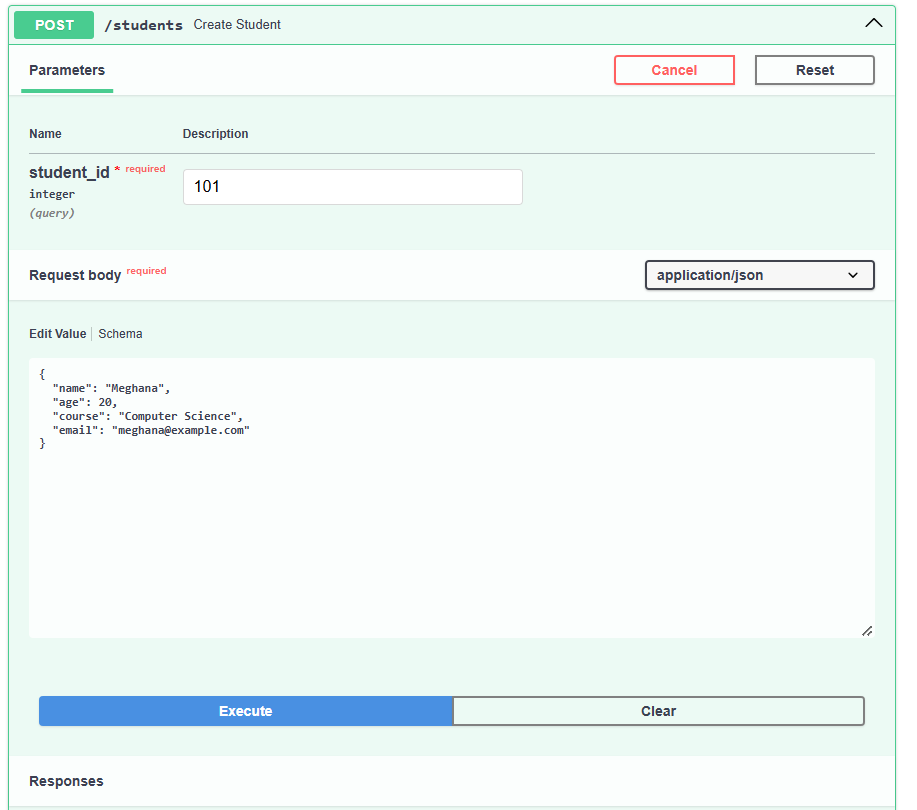 POST /students Create Student
Parameters Cancel Reset
Name Description
student_id * required
101
integer
(query)
Request body required application/json
Edit Value Schema
{
  "name": "Meghana",
  "age": 20,
  "course": "Computer Science",
  "email": "meghana@example.com"
}
Execute Clear
Responses